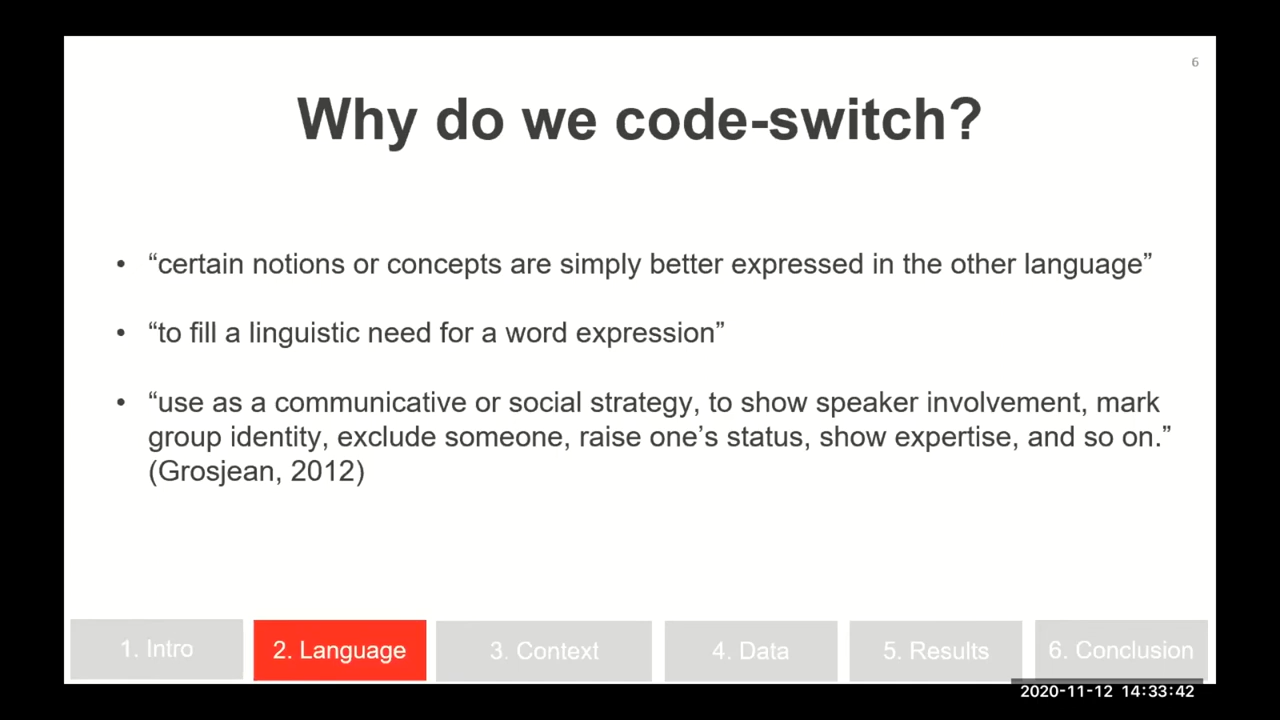 6
Why do we code-switch?
• “certain notions or concepts are simply better expressed in the other language”
• “to fill a linguistic need for a word expression”
• “use as a communicative or social strategy, to show speaker involvement, mark
group identity, exclude someone, raise one’s status, show expertise, and so on.”
(Grosjean, 2012)
1. Intro
2. Language
3. Context
4. Data
5. Results
6. Conclusion
2020-11-12 14:33:42